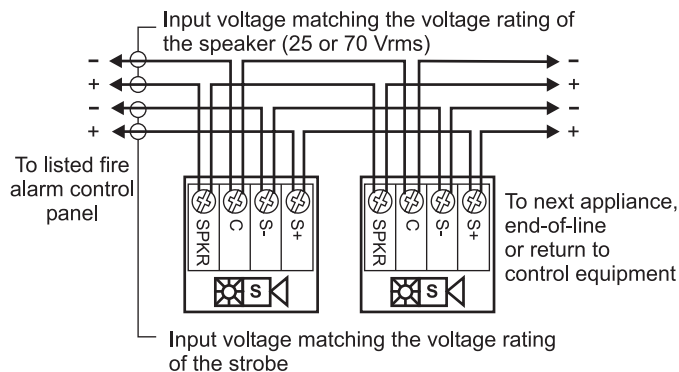 Input voltage matching the voltage rating of
the speaker (25 or 70 Vrms)
- -
+ +
- -
+ +
To listed fire
alarm control
panel
SPKR C S- S+
SPKR C S- S+
S
S
To next appliance,
end-of-line
or return to
control equipment
Input voltage matching the voltage rating
of the strobe